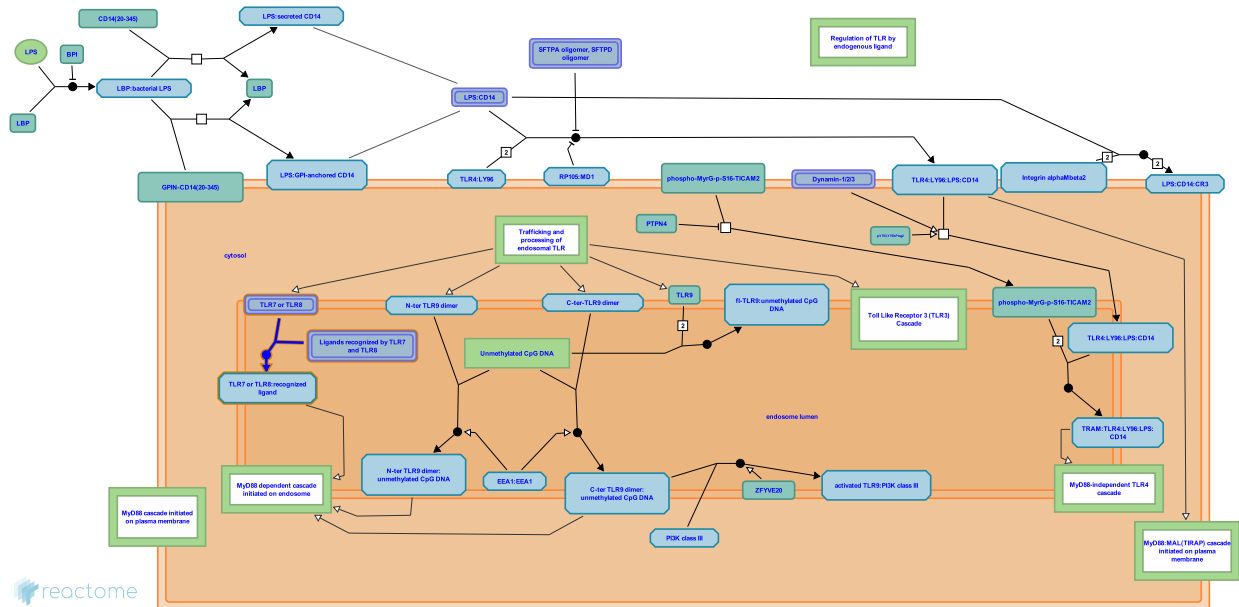 CD14(20-345)
LPS:secreted CD14
LPS
BPI
LBP:bacterial LPS
LBP
LBP
SFTPA oligomer, SFTPD
oligomer
Regulation of TLR by
endogenous ligand
LPS:CD14
2
2
2
GPIN-CD14(20-345)
LPS:GPI-anchored CD14
TLR4:LY96
RP105:MD1
phospho-MyrG-p-S16-TICAM2
Dynamin-1/2/3
TLR4:LY96:LPS:CD14
Integrin alphaMbeta2
LPS:CD14:CR3
PTPN4
Trafficking and
processing of
endosomal TLR
cytosol
TLR7 or TLR8
N-ter TLR9 dimer
C-ter-TLR9 dimer
TLR9
fl-TLR9:unmethylated CpG
DNA
Toll Like Receptor 3 (TLR3)
Cascade
phospho-MyrG-p-S16-TICAM2
2
2
Ligands recognized by TLR7
and TLR8
Unmethylated CpG DNA
TLR4:LY96:LPS:CD14
TLR7 or TLR8:recognized
ligand
endosome lumen
TRAM:TLR4:LY96:LPS:
CD14
N-ter TLR9 dimer:
unmethylated CpG DNA
EEA1:EEA1
C-ter TLR9 dimer:
unmethylated CpG DNA
ZFYVE20
activated TLR9:PI3K class III
MyD88 dependent cascade
initiated on endosome
MyD88-independent TLR4
cascade
MyD88 cascade initiated
on plasma membrane
PI3K class III
MyD88:MAL(TIRAP) cascade
initiated on plasma
membrane
reactome